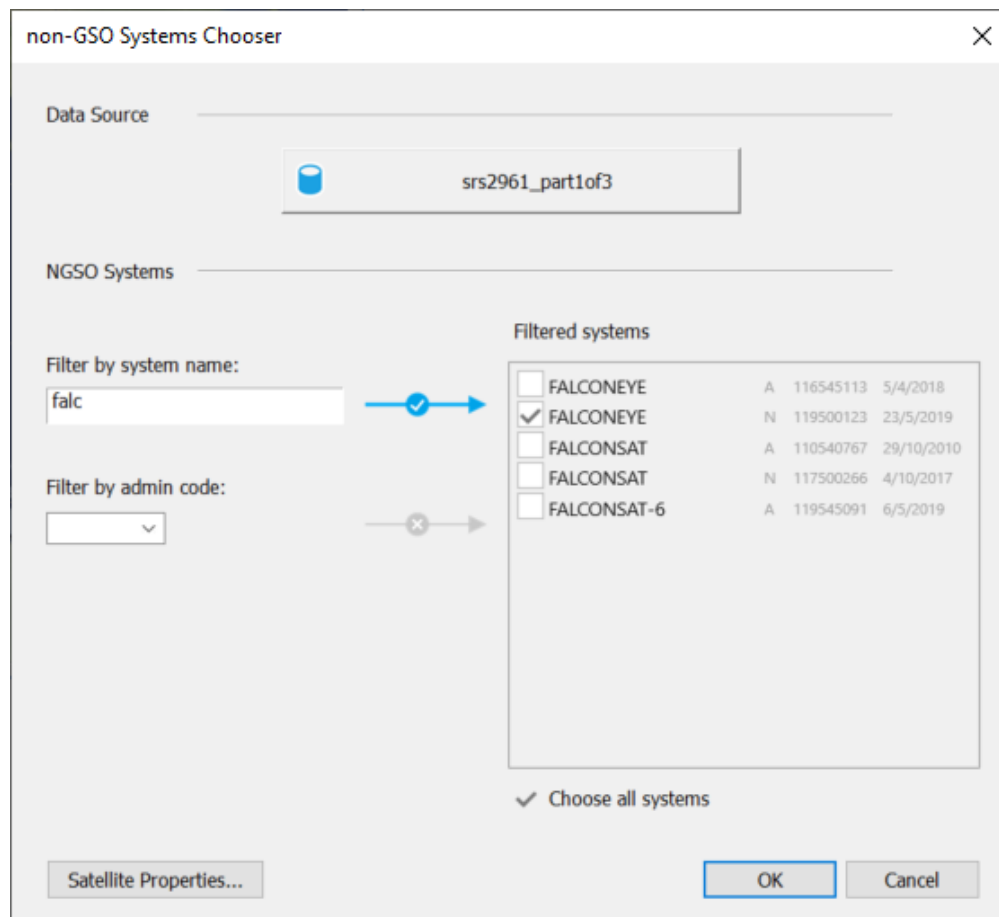 non-GSO Systems Chooser
Data Source
srs2961_part1of3
NGSO Systems
Filtered systems
Filter by system name:
falc
FALCONEYE A 116545113 5/4/2018
FALCONEYE N 119500123 23/5/2019
FALCONSAT A 110540767 29/10/2010
FALCONSAT N 117500266 4/10/2017
FALCONSAT-6 A 119545091 6/5/2019
Filter by admin code:
Choose all systems
Satellite Properties...
OK
Cancel